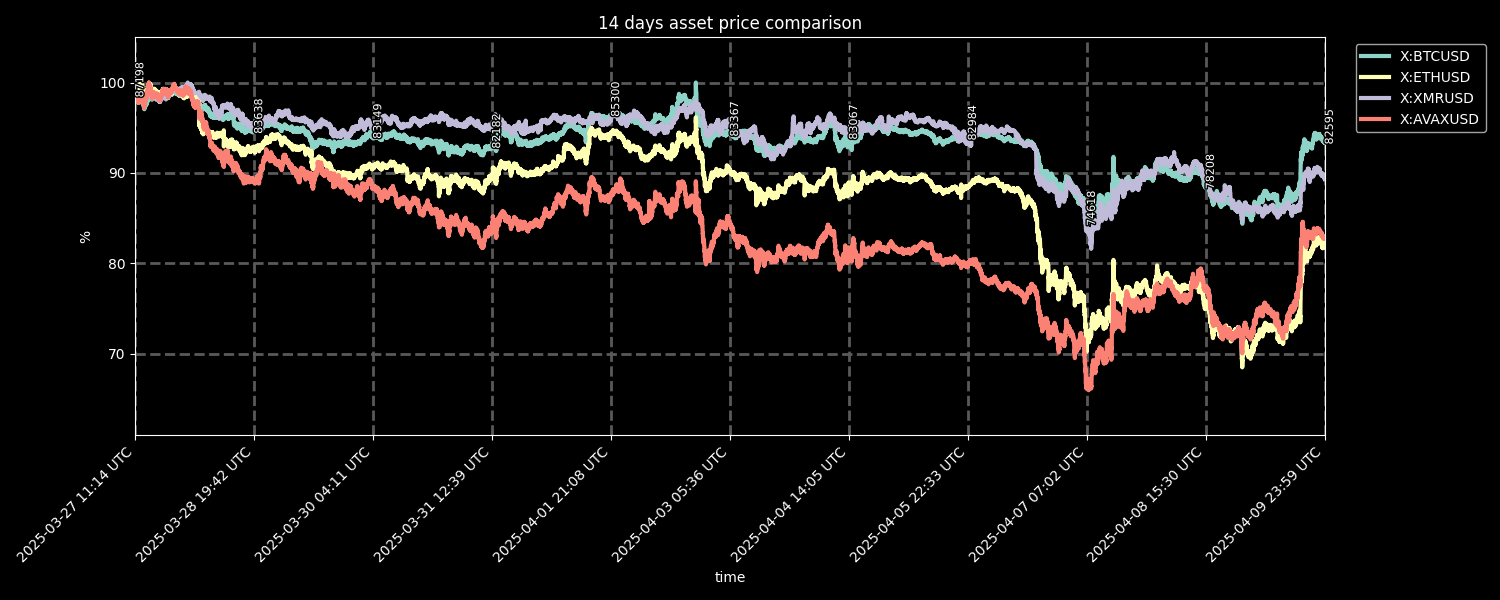 14 days asset price comparison
X:BTCUSD
X:ETHUSD
X:XMRUSD
X:AVAXUSD
%
100
90
80
70
87198
83638
83149
82182
85300
83367
83067
82984
74618
78208
82595
2025-03-27 11:14 UTC
2025-03-28 19:42 UTC
2025-03-30 04:11 UTC
2025-03-31 12:39 UTC
2025-04-01 21:08 UTC
2025-04-03 05:36 UTC
2025-04-04 14:05 UTC
2025-04-05 22:33 UTC
2025-04-07 07:02 UTC
2025-04-08 15:30 UTC
2025-04-09 23:59 UTC
time